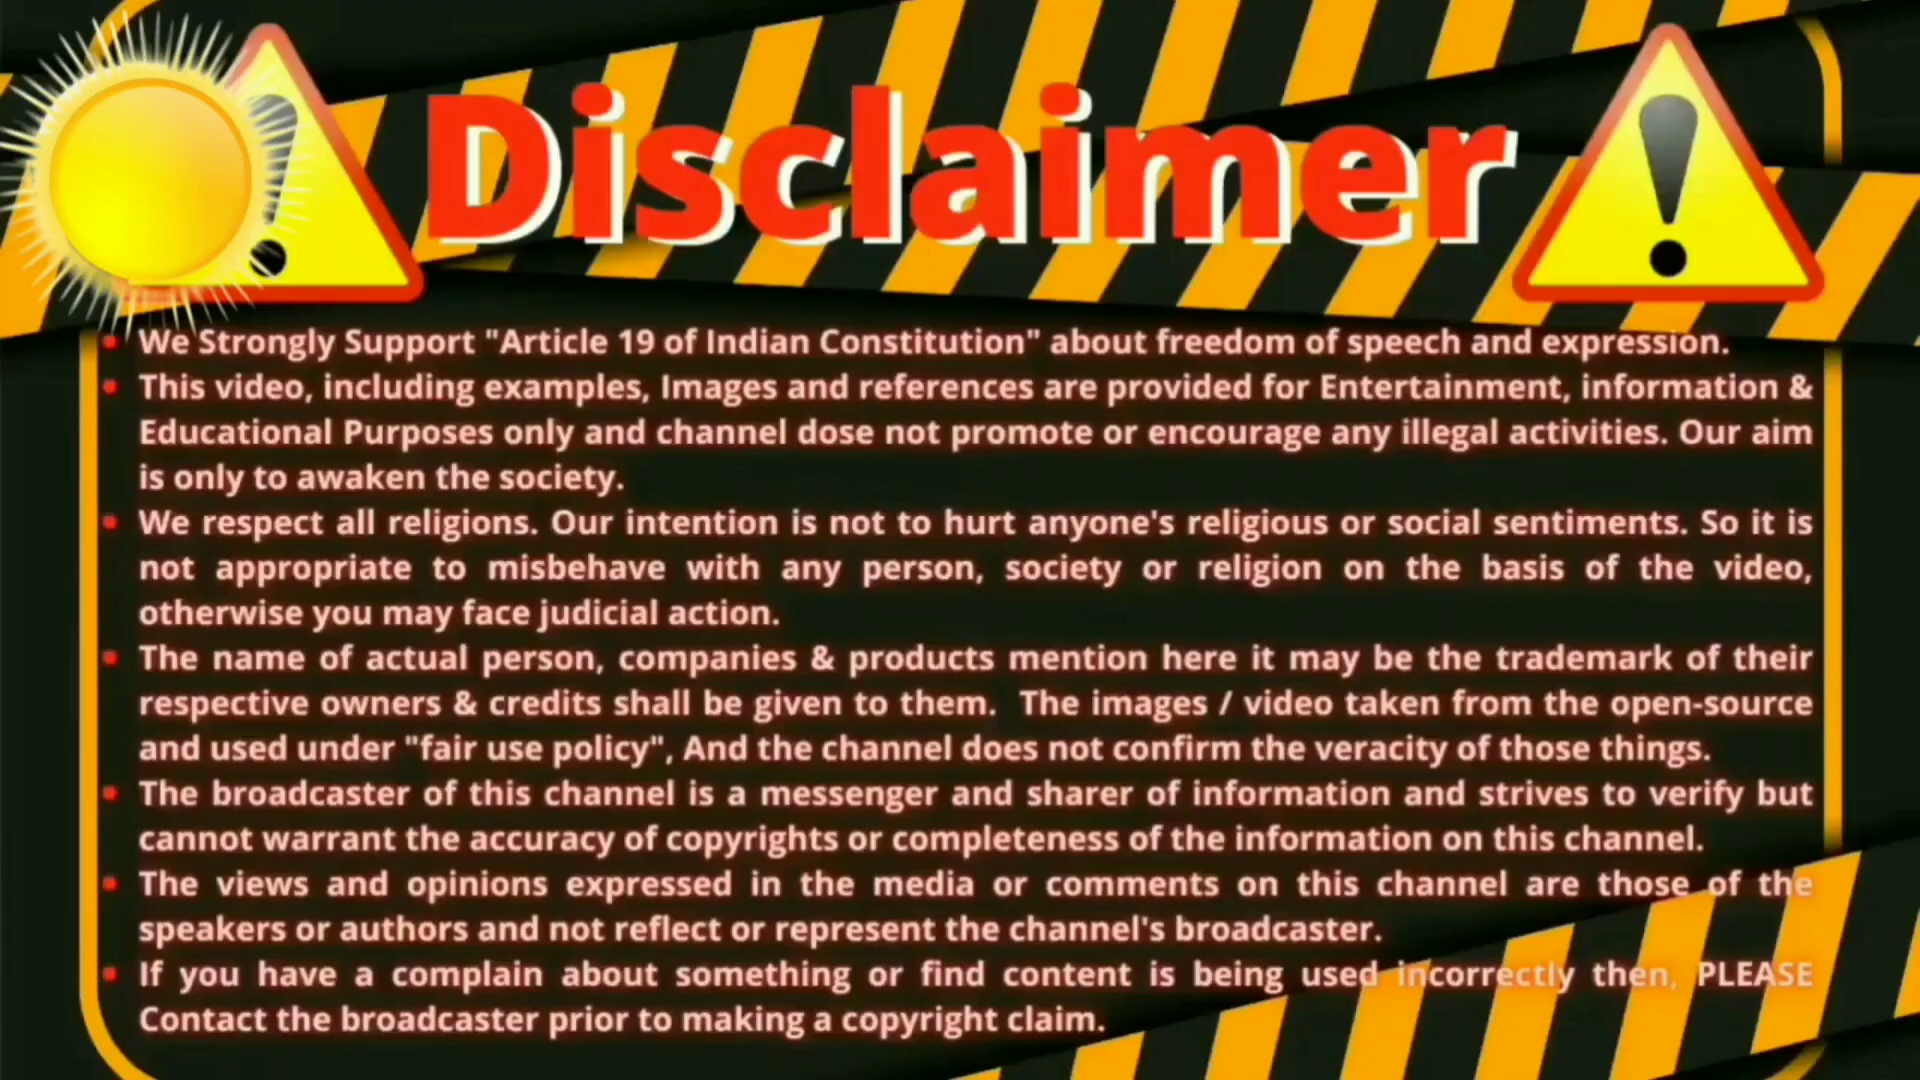 Disclaimer
• We Strongly Support "Article 19 of Indian Constitution" about freedom of speech and expression.
• This video, including examples, Images and references are provided for Entertainment, information &
Educational Purposes only and channel dose not promote or encourage any illegal activities. Our aim
is only to awaken the society.
• We respect all religions. Our intention is not to hurt anyone's religious or social sentiments. So it is
not appropriate to misbehave with any person, society or religion on the basis of the video,
otherwise you may face judicial action.
• The name of actual person, companies & products mention here it may be the trademark of their
respective owners & credits shall be given to them. The images / video taken from the open-source
and used under "fair use policy", And the channel does not confirm the veracity of those things.
• The broadcaster of this channel is a messenger and sharer of information and strives to verify but
cannot warrant the accuracy of copyrights or completeness of the information on this channel.
• The views and opinions expressed in the media or comments on this channel are those of the
speakers or authors and not reflect or represent the channel's broadcaster.
• If you have a complain about something or find content is being used incorrectly then, PLEASE
Contact the broadcaster prior to making a copyright claim.